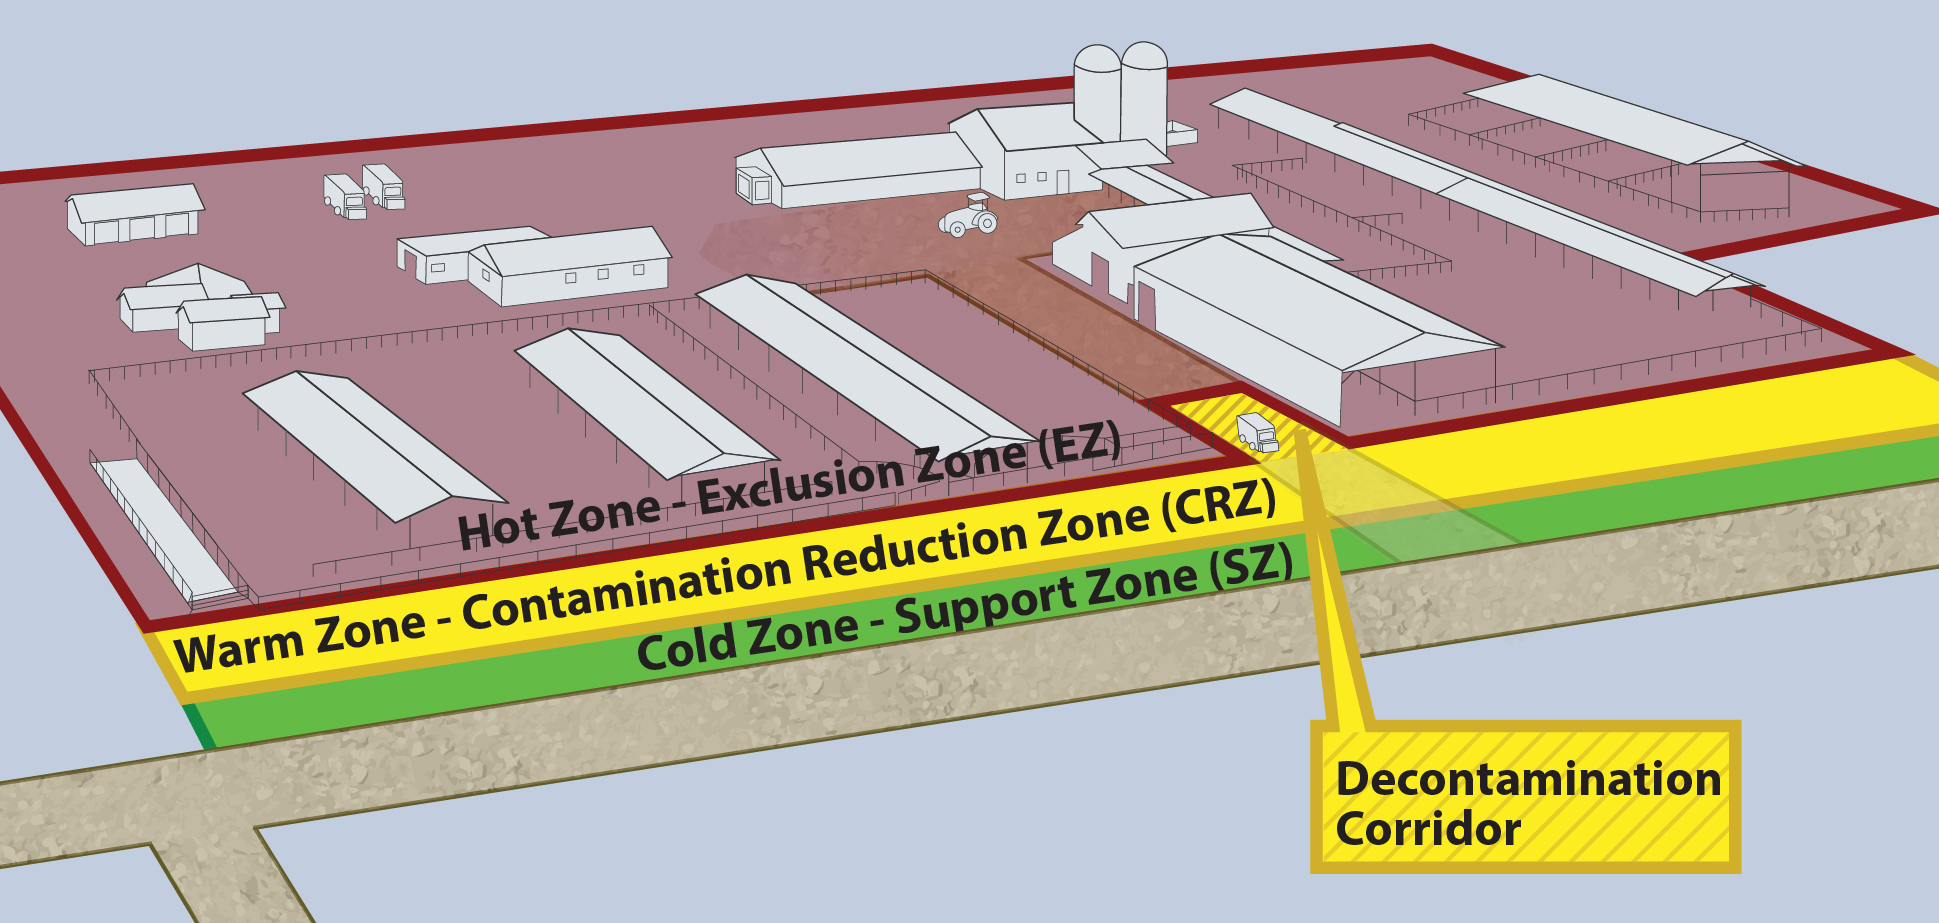 Hot Zone - Exclusion Zone (EZ)
Warm Zone - Contamination Reduction Zone (CRZ)
Cold Zone - Support Zone (SZ)
Decontamination
Corridor